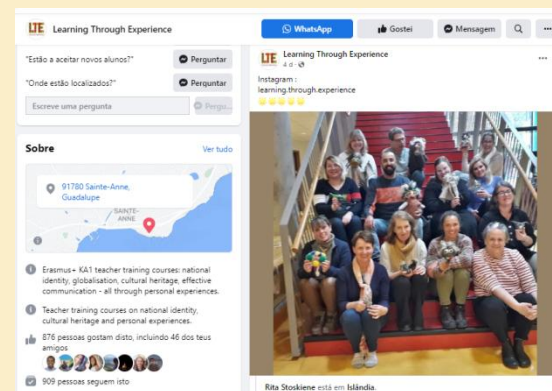 LTE Learning Through Experience
WhatsApp
Gostei
Mensagem
"Estão a aceitar novos alunos?"
Perguntar
"Onde estão localizados?"
Perguntar
Escreve uma pergunta
Pergu...
Sobre
Ver tudo
91780 Sainte-Anne,
Guadalupe
SAINTE-
ANNE
Erasmus+ KA1 teacher training courses: national
identity, globalisation, cultural heritage, effective
communication - all through personal experiences.
Teacher training courses on national identity,
cultural heritage and personal experiences.
876 pessoas gostam disto, incluindo 46 dos teus
amigos
909 pessoas seguem isto
LTE
Learning Through Experience
4 d
Instagram :
learning.through.experience
Rita Stoskiene está em Islândia.